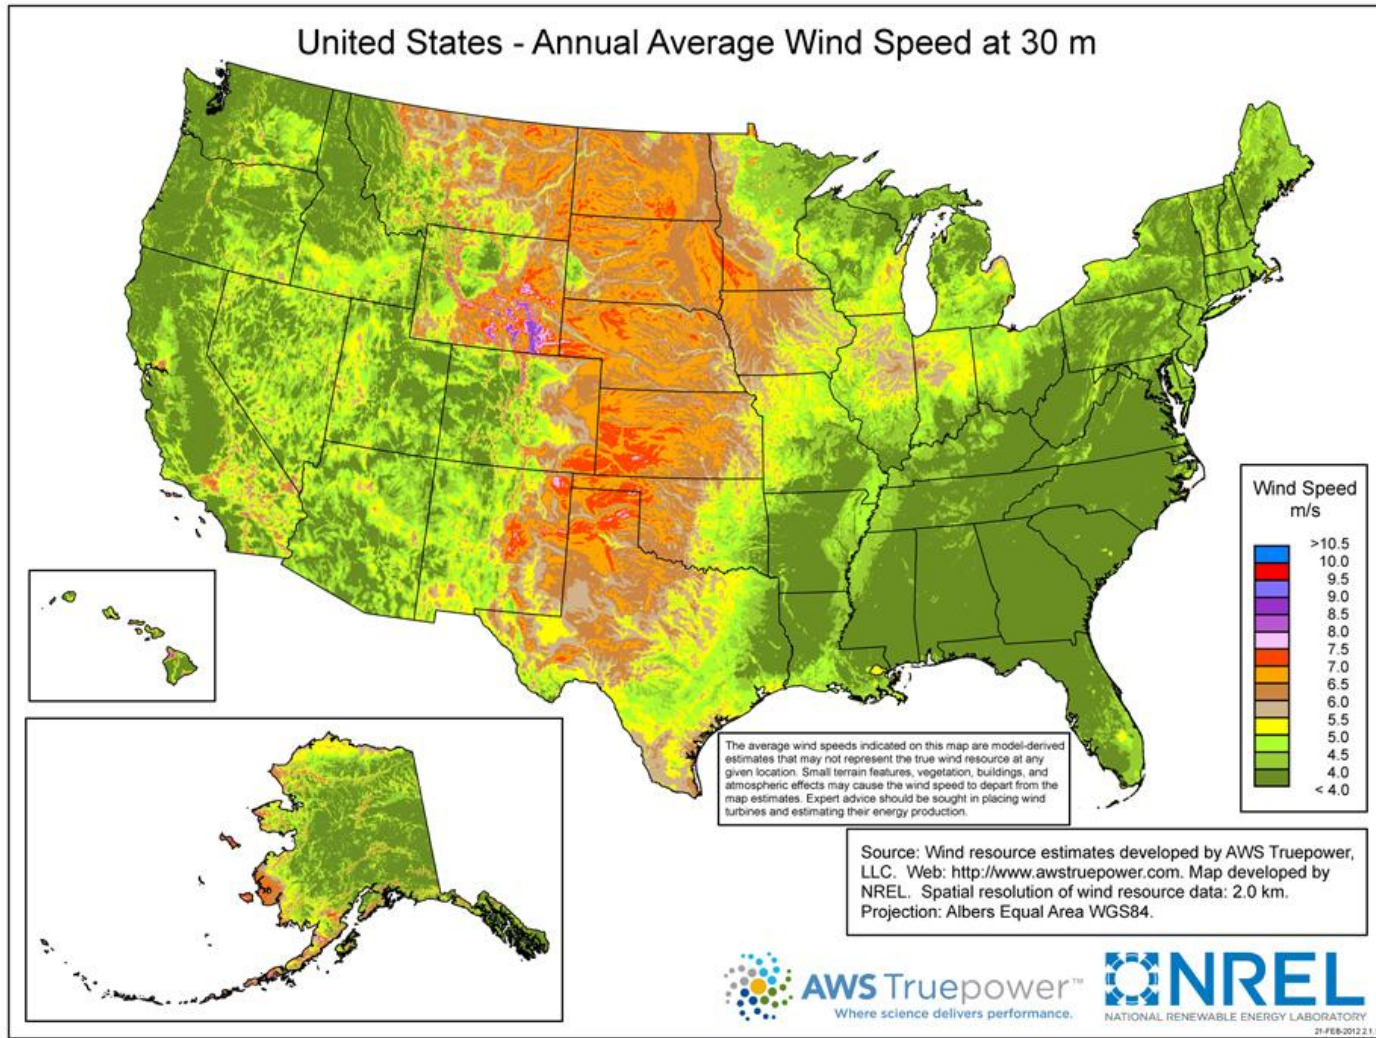 United States - Annual Average Wind Speed at 30 m
Wind Speed
m/s
>10.5
10.0
9.5
9.0
8.5
8.0
7.5
7.0
6.5
6.0
5.5
5.0
4.5
4.0
< 4.0
The average wind speeds indicated on this map are model-derived
estimates that may not represent the true wind resource at any
given location. Small terrain features, vegetation, buildings, and
atmospheric effects may cause the wind speed to depart from the
map estimates. Expert advice should be sought in placing wind
turbines and estimating their energy production.
Source: Wind resource estimates developed by AWS Truepower,
LLC. Web: http://www.awstruepower.com. Map developed by
NREL. Spatial resolution of wind resource data: 2.0 km.
Projection: Albers Equal Area WGS84.
AWS Truepower™
Where science delivers performance.
NREL
NATIONAL RENEWABLE ENERGY LABORATORY
21-FEB-2012 2.1.